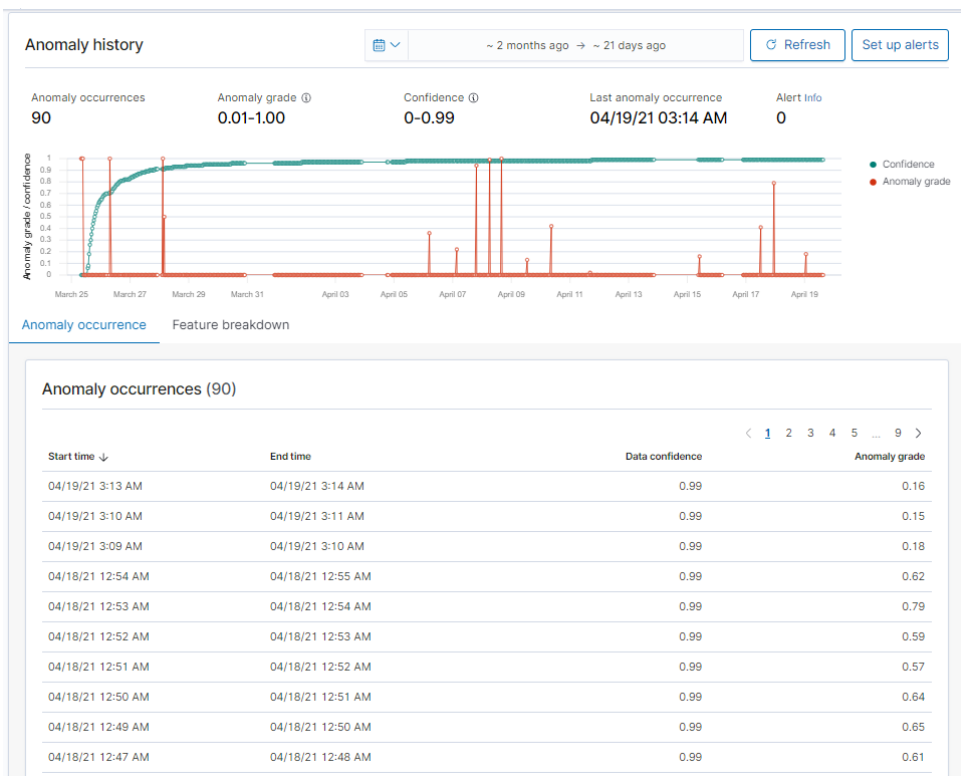 Anomaly history
~ 2 months ago → ~ 21 days ago
Refresh
Set up alerts
Anomaly occurrences Anomaly grade Confidence Last anomaly occurrence Alert Info
90 0.01-1.00 0-0.99 04/19/21 03:14 AM 0
Anomaly grade / confidence
1
0.9
0.8
0.7
0.6
0.5
0.4
0.3
0.2
0.1
0
Confidence
Anomaly grade
March 25 March 27 March 29 March 31 April 03 April 05 April 07 April 09 April 11 April 13 April 15 April 17 April 19
Anomaly occurrence Feature breakdown
Anomaly occurrences (90)
< 1 2 3 4 5 ... 9 >
Start time ↓ End time Data confidence Anomaly grade
04/19/21 3:13 AM 04/19/21 3:14 AM 0.99 0.16
04/19/21 3:10 AM 04/19/21 3:11 AM 0.99 0.15
04/19/21 3:09 AM 04/19/21 3:10 AM 0.99 0.18
04/18/21 12:54 AM 04/18/21 12:55 AM 0.99 0.62
04/18/21 12:53 AM 04/18/21 12:54 AM 0.99 0.79
04/18/21 12:52 AM 04/18/21 12:53 AM 0.99 0.59
04/18/21 12:51 AM 04/18/21 12:52 AM 0.99 0.57
04/18/21 12:50 AM 04/18/21 12:51 AM 0.99 0.64
04/18/21 12:49 AM 04/18/21 12:50 AM 0.99 0.65
04/18/21 12:47 AM 04/18/21 12:48 AM 0.99 0.61